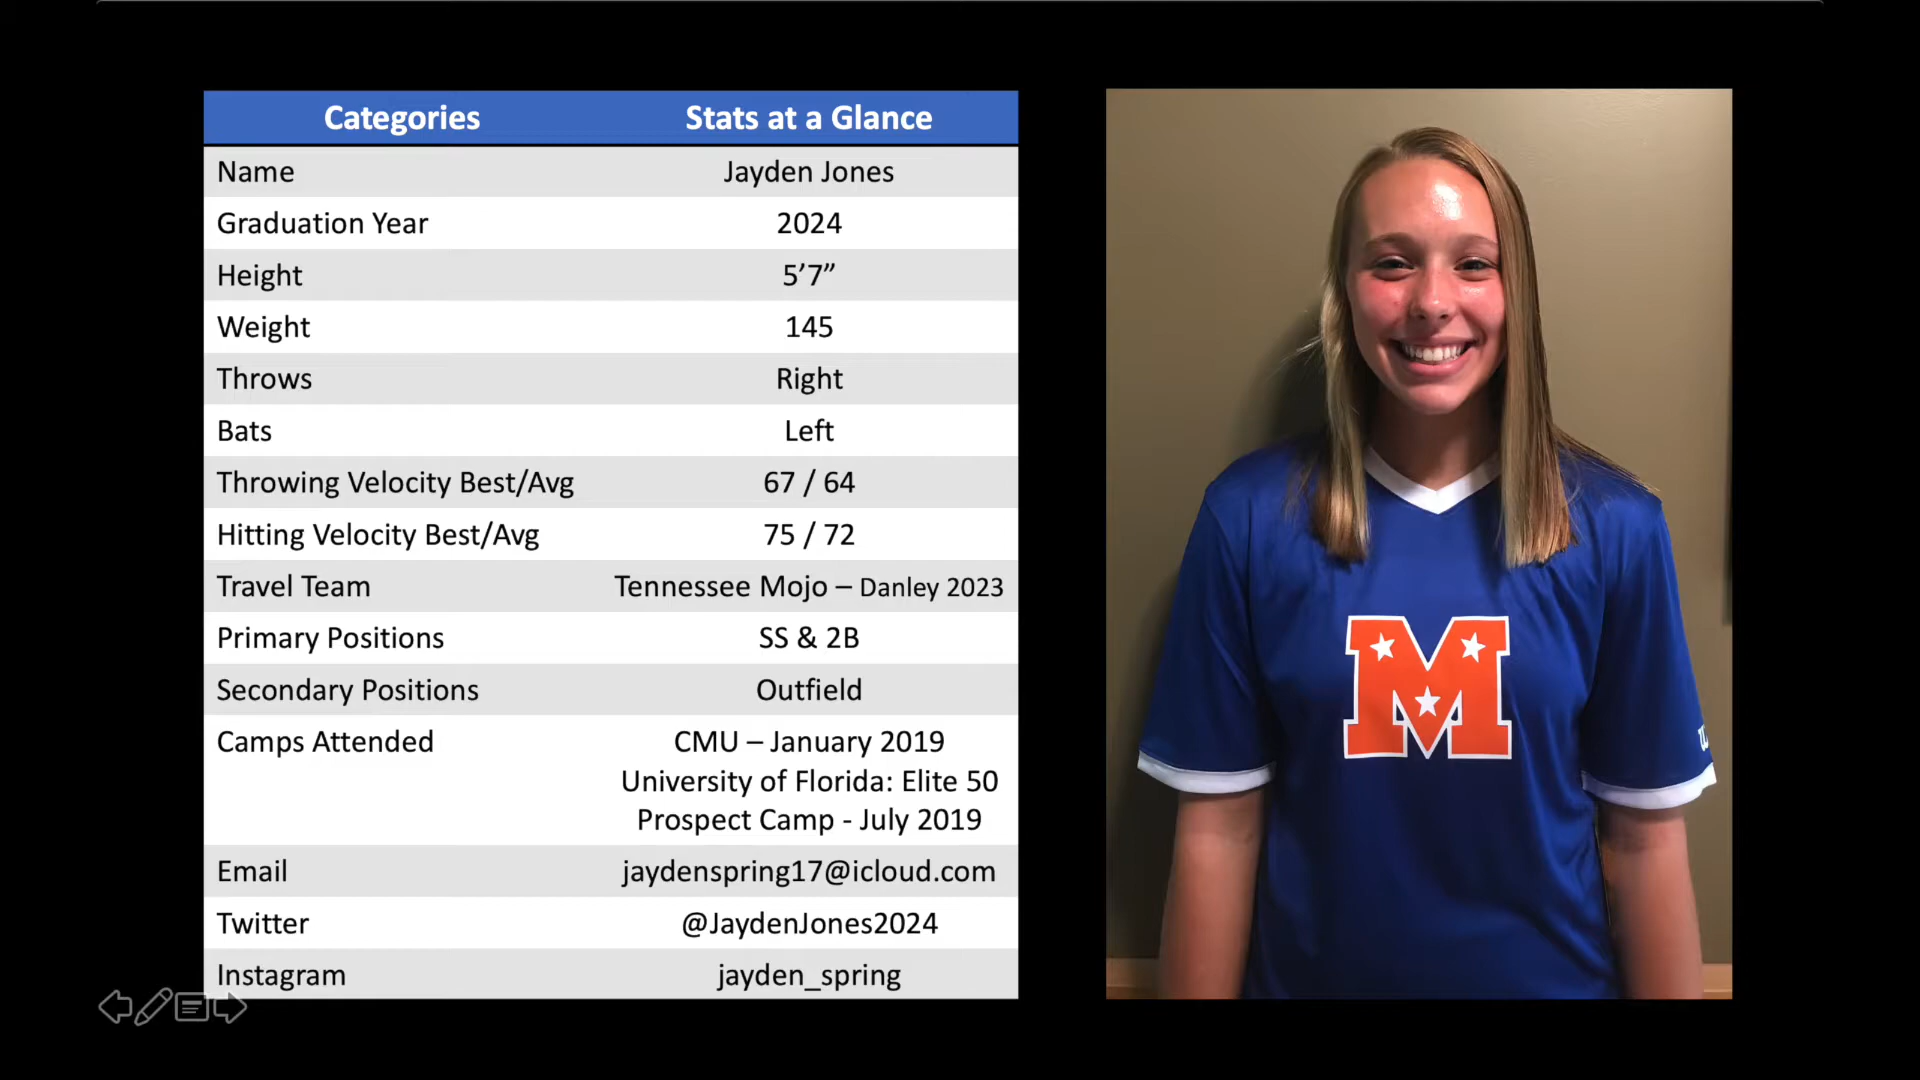 Categories Stats at a Glance
Name Jayden Jones
Graduation Year 2024
Height 5’7”
Weight 145
Throws Right
Bats Left
Throwing Velocity Best/Avg 67 / 64
Hitting Velocity Best/Avg 75 / 72
Travel Team Tennessee Mojo – Danley 2023
Primary Positions SS & 2B
Secondary Positions Outfield
Camps Attended CMU – January 2019
University of Florida: Elite 50
Prospect Camp - July 2019
Email jaydenspring17@icloud.com
Twitter @JaydenJones2024
Instagram jayden_spring
M